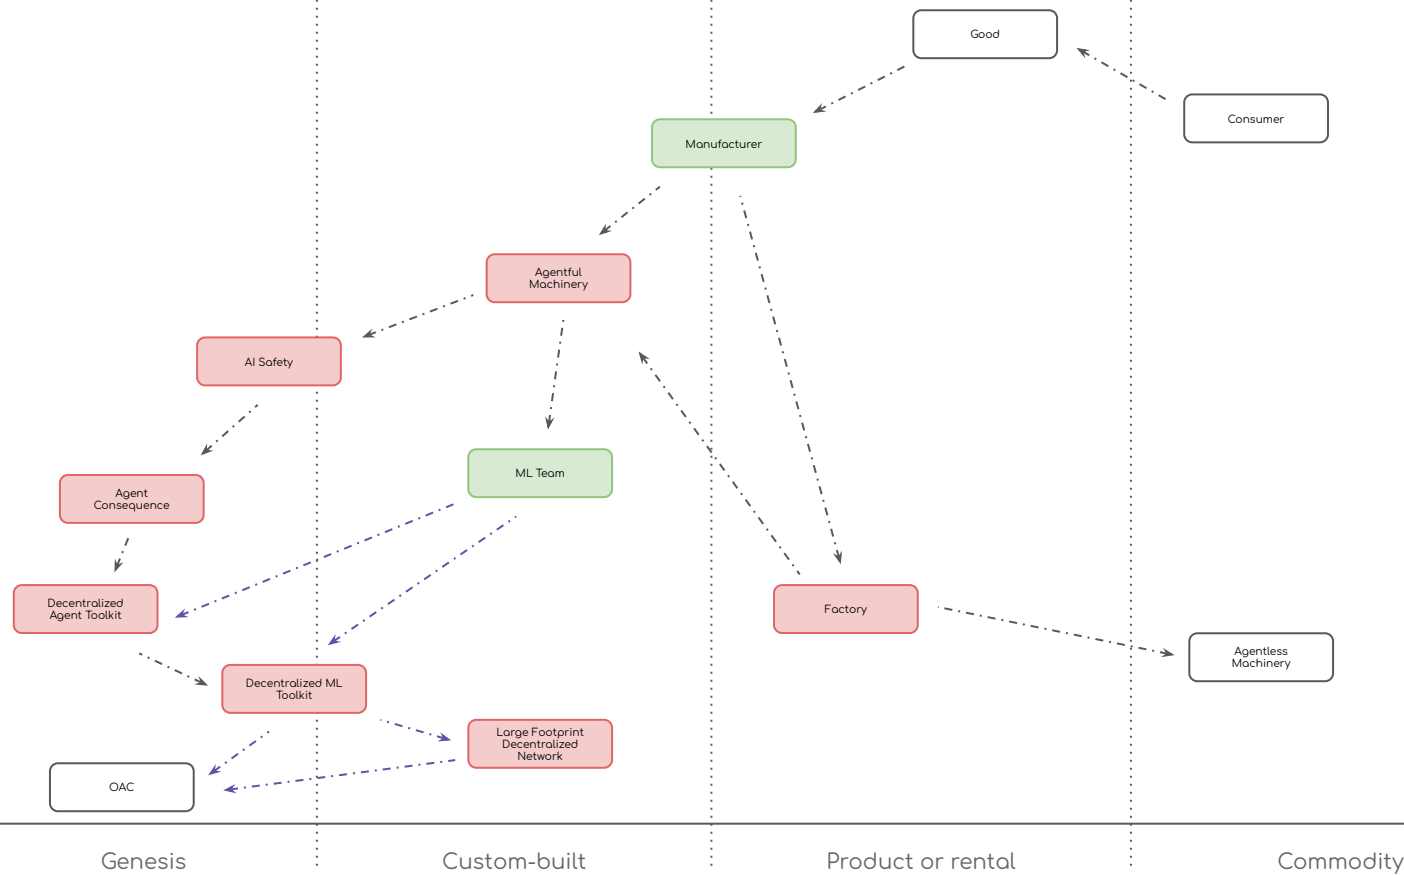 Good
Consumer
Manufacturer
Agentful
Machinery
AI Safety
ML Team
Agent
Consequence
Decentralized
Agent Toolkit
Factory
Agentless
Machinery
Decentralized ML
Toolkit
Large Footprint
Decentralized
Network
OAC
Genesis
Custom-built
Product or rental
Commodity